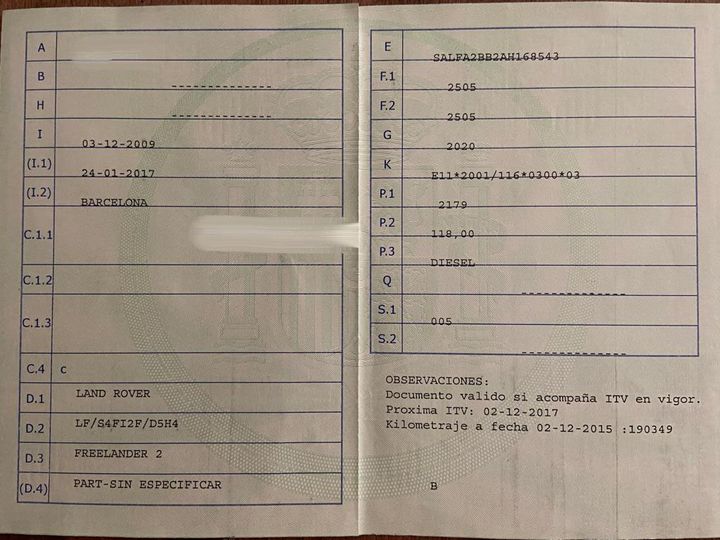 A
B ------------
H ------------
I 03-12-2009
(I.1) 24-01-2017
(I.2) BARCELONA
C.1.1
C.1.2
C.1.3
C.4 c
D.1 LAND ROVER
D.2 LF/S4FI2F/D5H4
D.3 FREELANDER 2
(D.4) PART-SIN ESPECIFICAR
E SALFA2BB2AH168543
F.1 2505
F.2 2505
G 2020
K E11*2001/116*0300*03
P.1 2179
P.2 118,00
P.3 DIESEL
Q ------------
S.1 005
S.2 ------------
OBSERVACIONES:
Documento valido si acompaña ITV en vigor.
Proxima ITV: 02-12-2017
Kilometraje a fecha 02-12-2015 :190349
B